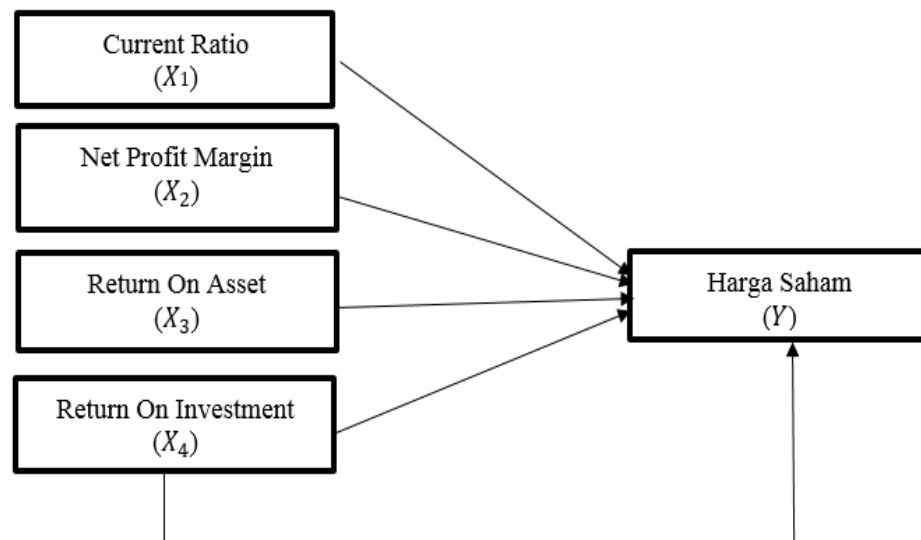 Current Ratio
(X1)
Net Profit Margin
(X₂)
Return On Asset
(X₃)
Return On Investment
(X₄)
Harga Saham
(Y)